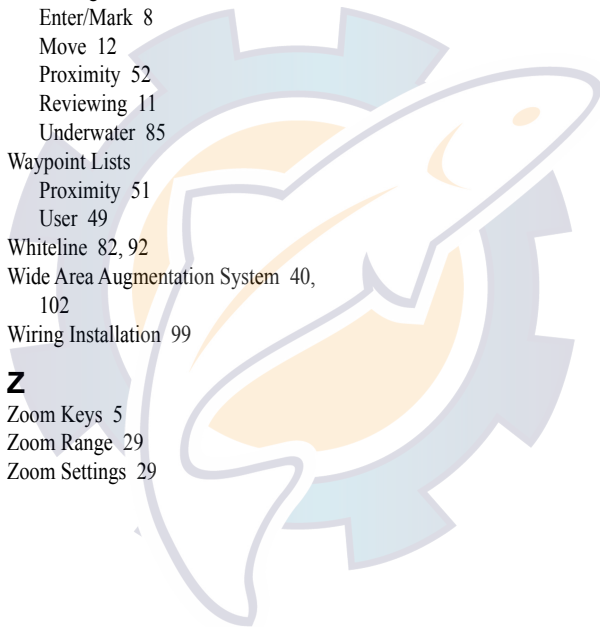 Enter/Mark 8
Move 12
Proximity 52
Reviewing 11
Underwater 85
Waypoint Lists
Proximity 51
User 49
Whiteline 82, 92
Wide Area Augmentation System 40,
102
Wiring Installation 99
Z
Zoom Keys 5
Zoom Range 29
Zoom Settings 29